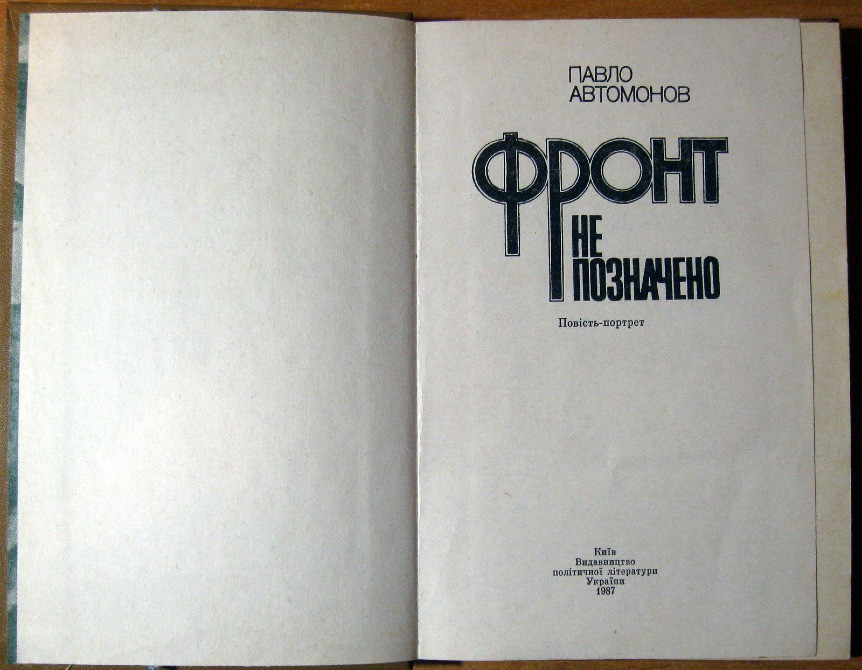 ПАВЛО
АВТОМОНОВ
ФРОНТ
НЕ
ПОЗНАЧЕНО
Повість-портрет
Київ
Видавництво
політичної літератури
України
1987